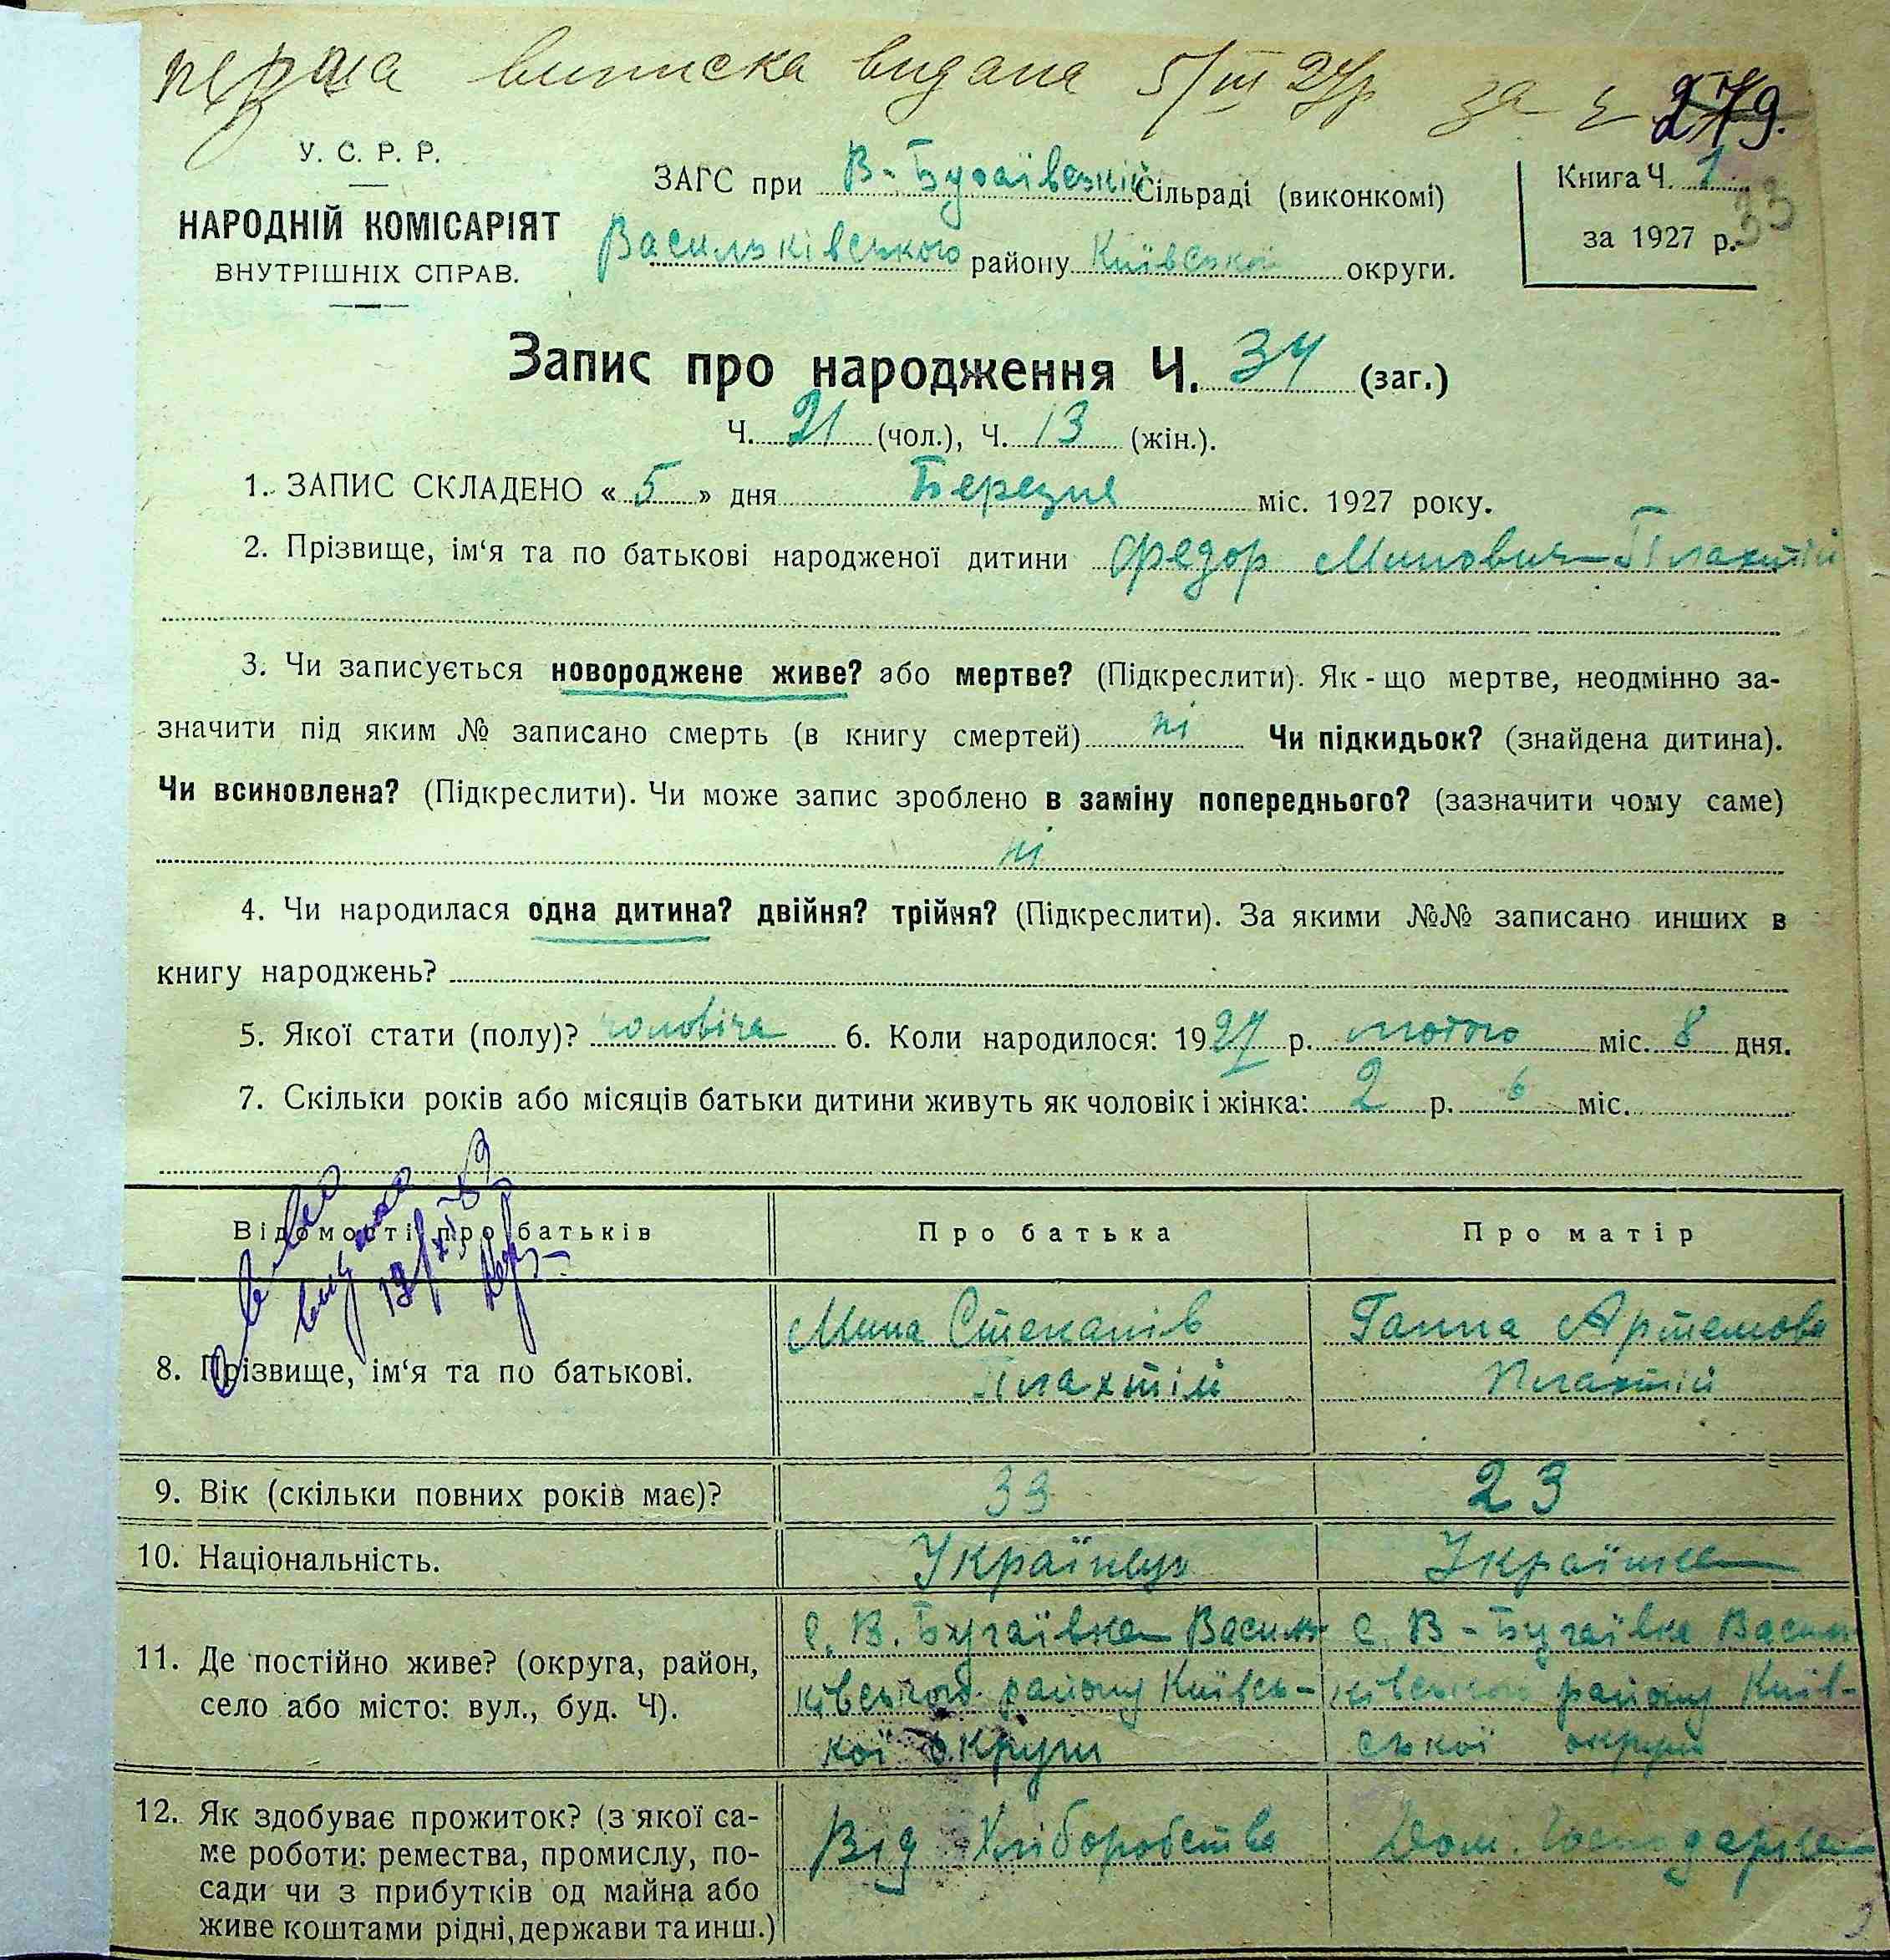 перша виписка видана 5/III 27р за ч 279.
У. С. Р. Р.
НАРОДНІЙ КОМІСАРІЯТ
ВНУТРІШНІХ СПРАВ.
ЗАГС при В-Бугаївській Сільраді (виконкомі)
Васильківського району Київської округи.
Книга Ч. 1
33
за 1927 р.
Запис про народження Ч. 34 (заг.)
Ч. 21 (чол.), Ч. 13 (жін.).
1. ЗАПИС СКЛАДЕНО « 5 » дня Березня міс. 1927 року.
2. Прізвище, ім‘я та по батькові народженої дитини Федор Минович Плахтій
3. Чи записується новороджене живе? або мертве? (Підкреслити). Як-що мертве, неодмінно за-
значити під яким № записано смерть (в книгу смертей) ні Чи підкидьок? (знайдена дитина).
Чи всиновлена? (Підкреслити). Чи може запис зроблено в заміну попереднього? (зазначити чому саме)
ні
4. Чи народилася одна дитина? двійня? трійня? (Підкреслити). За якими №№ записано инших в
книгу народжень?
5. Якої стати (полу)? чоловіча 6. Коли народилося: 1927 р. лютого міс. 8 дня.
7. Скільки років або місяців батьки дитини живуть як чоловік і жінка: 2 р. 6 міс.
Відомості про батьків Про батька Про матір
8. Прізвище, ім‘я та по батькові.
Мина Степанів
Плахтій
Ганна Артемова
Плахтій
9. Вік (скільки повних років має)? 33 23
10. Національність. Українець Українка
11. Де постійно живе? (округа, район,
село або місто: вул., буд. Ч).
с. В. Бугаївка Василь
ківського району Київсь-
кої округи
с. В-Бугаївка Василь
ківського району Київ-
ської округи
12. Як здобуває прожиток? (з якої са-
ме роботи: ремества, промислу, по-
сади чи з прибутків од майна або
живе коштами рідні, держави та инш.)
Від Хліборобства
Дом. Господарка